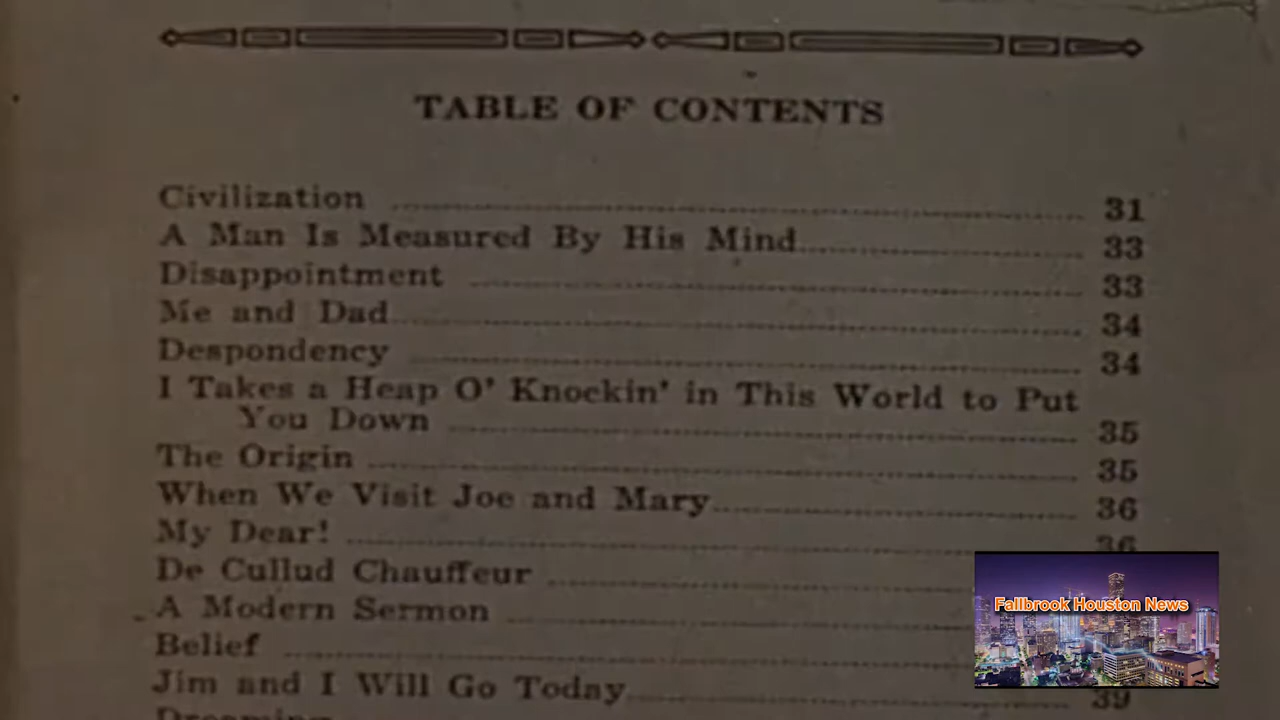 TABLE OF CONTENTS
Civilization 31
A Man Is Measured By His Mind 33
Disappointment 33
Me and Dad 34
Despondency 34
I Takes a Heap O' Knockin' in This World to Put
You Down 35
The Origin 35
When We Visit Joe and Mary 36
My Dear! 36
De Cullud Chauffeur
A Modern Sermon
Belief
Jim and I Will Go Today 39
Dreaming
Fallbrook Houston News